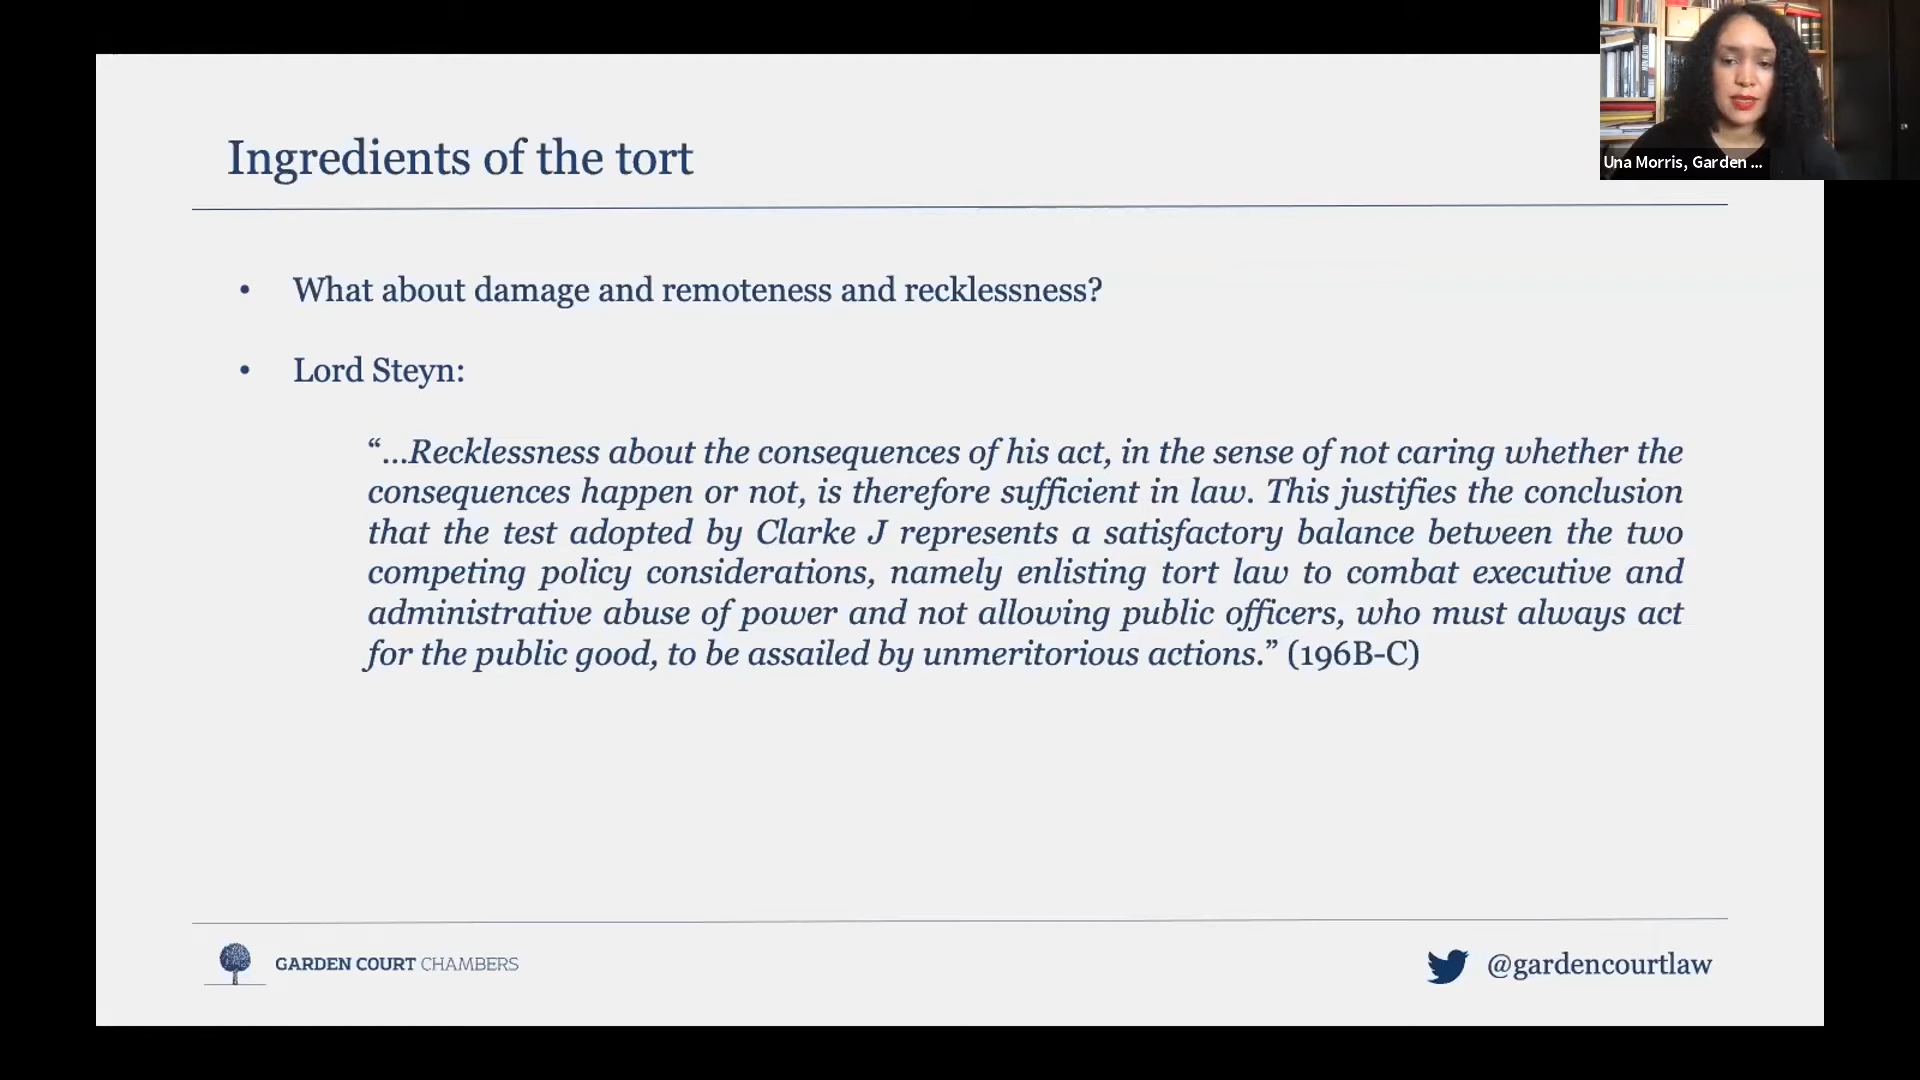 Una Morris, Garden ...
Ingredients of the tort
• What about damage and remoteness and recklessness?
• Lord Steyn:
“...Recklessness about the consequences of his act, in the sense of not caring whether the
consequences happen or not, is therefore sufficient in law. This justifies the conclusion
that the test adopted by Clarke J represents a satisfactory balance between the two
competing policy considerations, namely enlisting tort law to combat executive and
administrative abuse of power and not allowing public officers, who must always act
for the public good, to be assailed by unmeritorious actions.” (196B-C)
GARDEN COURT CHAMBERS
@gardencourtlaw